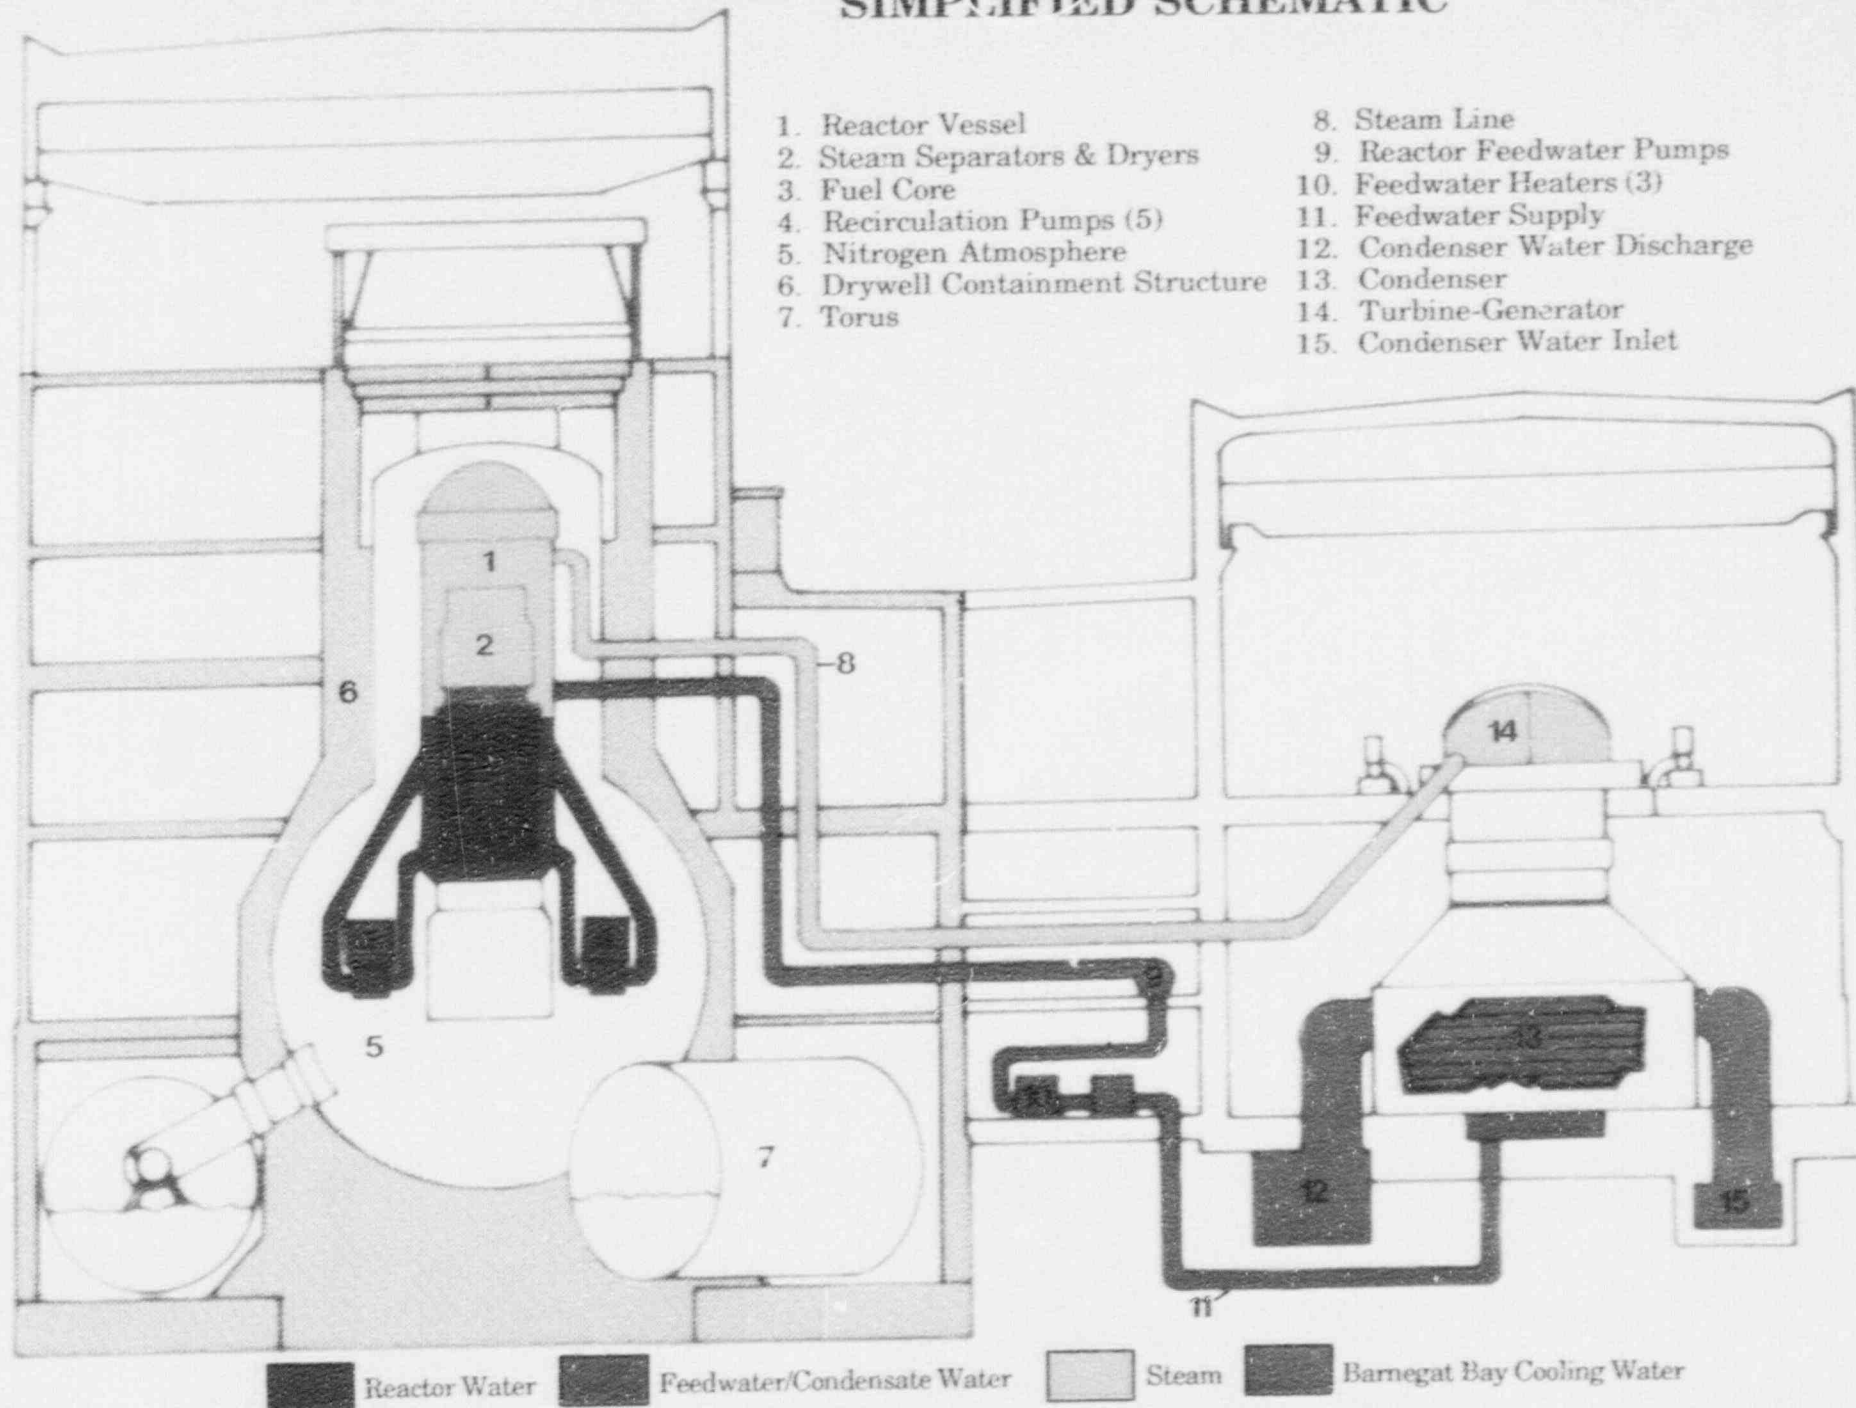 SIMPLIFIED SCHEMATIC
1. Reactor Vessel
2. Steam Separators & Dryers
3. Fuel Core
4. Recirculation Pumps (5)
5. Nitrogen Atmosphere
6. Drywell Containment Structure
7. Torus
8. Steam Line
9. Reactor Feedwater Pumps
10. Feedwater Heaters (3)
11. Feedwater Supply
12. Condenser Water Discharge
13. Condenser
14. Turbine-Generator
15. Condenser Water Inlet
1
2
8
6
14
5
13
7
12
15
11
Reactor Water
Feedwater/Condensate Water
Steam
Barnegat Bay Cooling Water